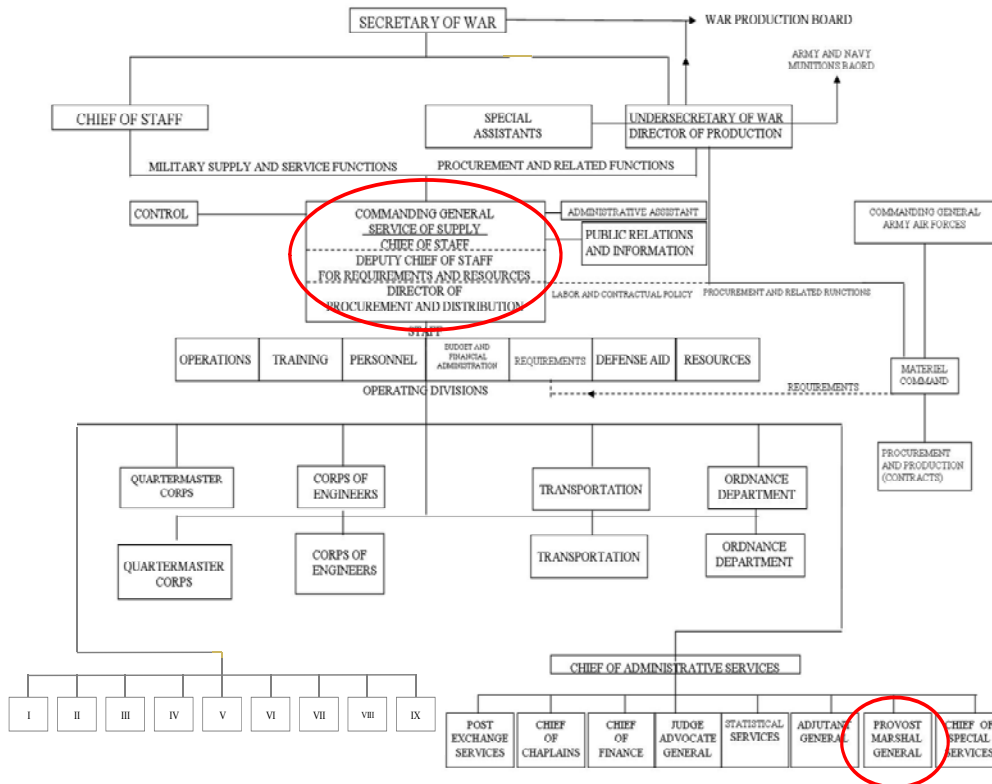 SECRETARY OF WAR
WAR PRODUCTION BOARD
ARMY AND NAVY
MUNITIONS BAORD
CHIEF OF STAFF
SPECIAL
ASSISTANTS
UNDERSECRETARY OF WAR
DIRECTOR OF PRODUCTION
MILITARY SUPPLY AND SERVICE FUNCTIONS
PROCUREMENT AND RELATED FUNCTIONS
CONTROL
COMMANDING GENERAL
SERVICE OF SUPPLY
CHIEF OF STAFF
DEPUTY CHIEF OF STAFF
FOR REQUIREMENTS AND RESOURCES
DIRECTOR OF
PROCUREMENT AND DISTRIBUTION
ADMINISTRATIVE ASSISTANT
PUBLIC RELATIONS
AND INFORMATION
COMMANDING GENERAL
ARMY AIR FORCES
LABOR AND CONTRACTUAL POLICY
PROCUREMENT AND RELATED RUNCTIONS
STAFF
OPERATIONS
TRAINING
PERSONNEL
BUDGET AND
FINANCIAL
ADMINISTRATION
REQUIREMENTS
DEFENSE AID
RESOURCES
MATERIEL
COMMAND
OPERATING DIVISIONS
REQUIREMENTS
PROCUREMENT
AND PRODUCTION
(CONTRACTS)
QUARTERMASTER
CORPS
CORPS OF
ENGINEERS
TRANSPORTATION
ORDNANCE
DEPARTMENT
QUARTERMASTER
CORPS
CORPS OF
ENGINEERS
TRANSPORTATION
ORDNANCE
DEPARTMENT
CHIEF OF ADMINISTRATIVE SERVICES
I
II
III
IV
V
VI
VII
VIII
IX
POST
EXCHANGE
SERVICES
CHIEF
OF
CHAPLAINS
CHIEF
OF
FINANCE
JUDGE
ADVOCATE
GENERAL
STATISTICAL
SERVICES
ADJUTANT
GENERAL
PROVOST
MARSHAL
GENERAL
CHIEF OF
SPECIAL
SERVICES